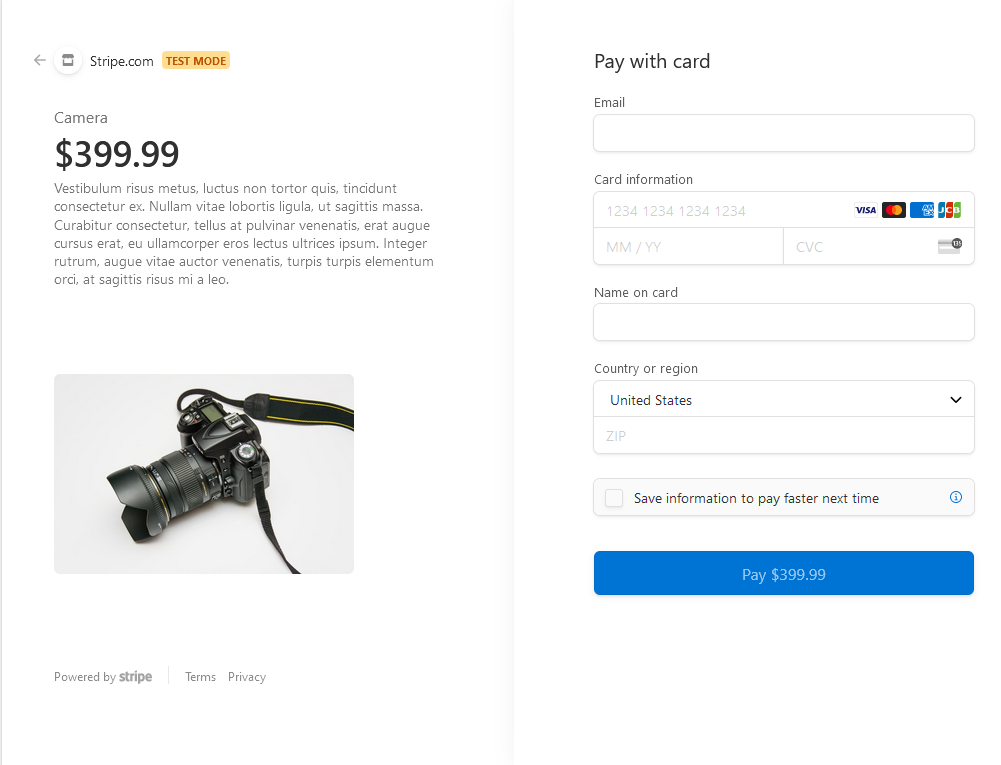 Stripe.com TEST MODE
Camera
$399.99
Vestibulum risus metus, luctus non tortor quis, tincidunt
consectetur ex. Nullam vitae lobortis ligula, ut sagittis massa.
Curabitur consectetur, tellus at pulvinar venenatis, erat augue
cursus erat, eu ullamcorper eros lectus ultrices ipsum. Integer
rutrum, augue vitae auctor venenatis, turpis turpis elementum
orci, at sagittis risus mi a leo.
Powered by stripe
Terms Privacy
Pay with card
Email
Card information
1234 1234 1234 1234 VISA AMEX JCB
MM / YY CVC 135
Name on card
Country or region
United States
ZIP
Save information to pay faster next time
Pay $399.99